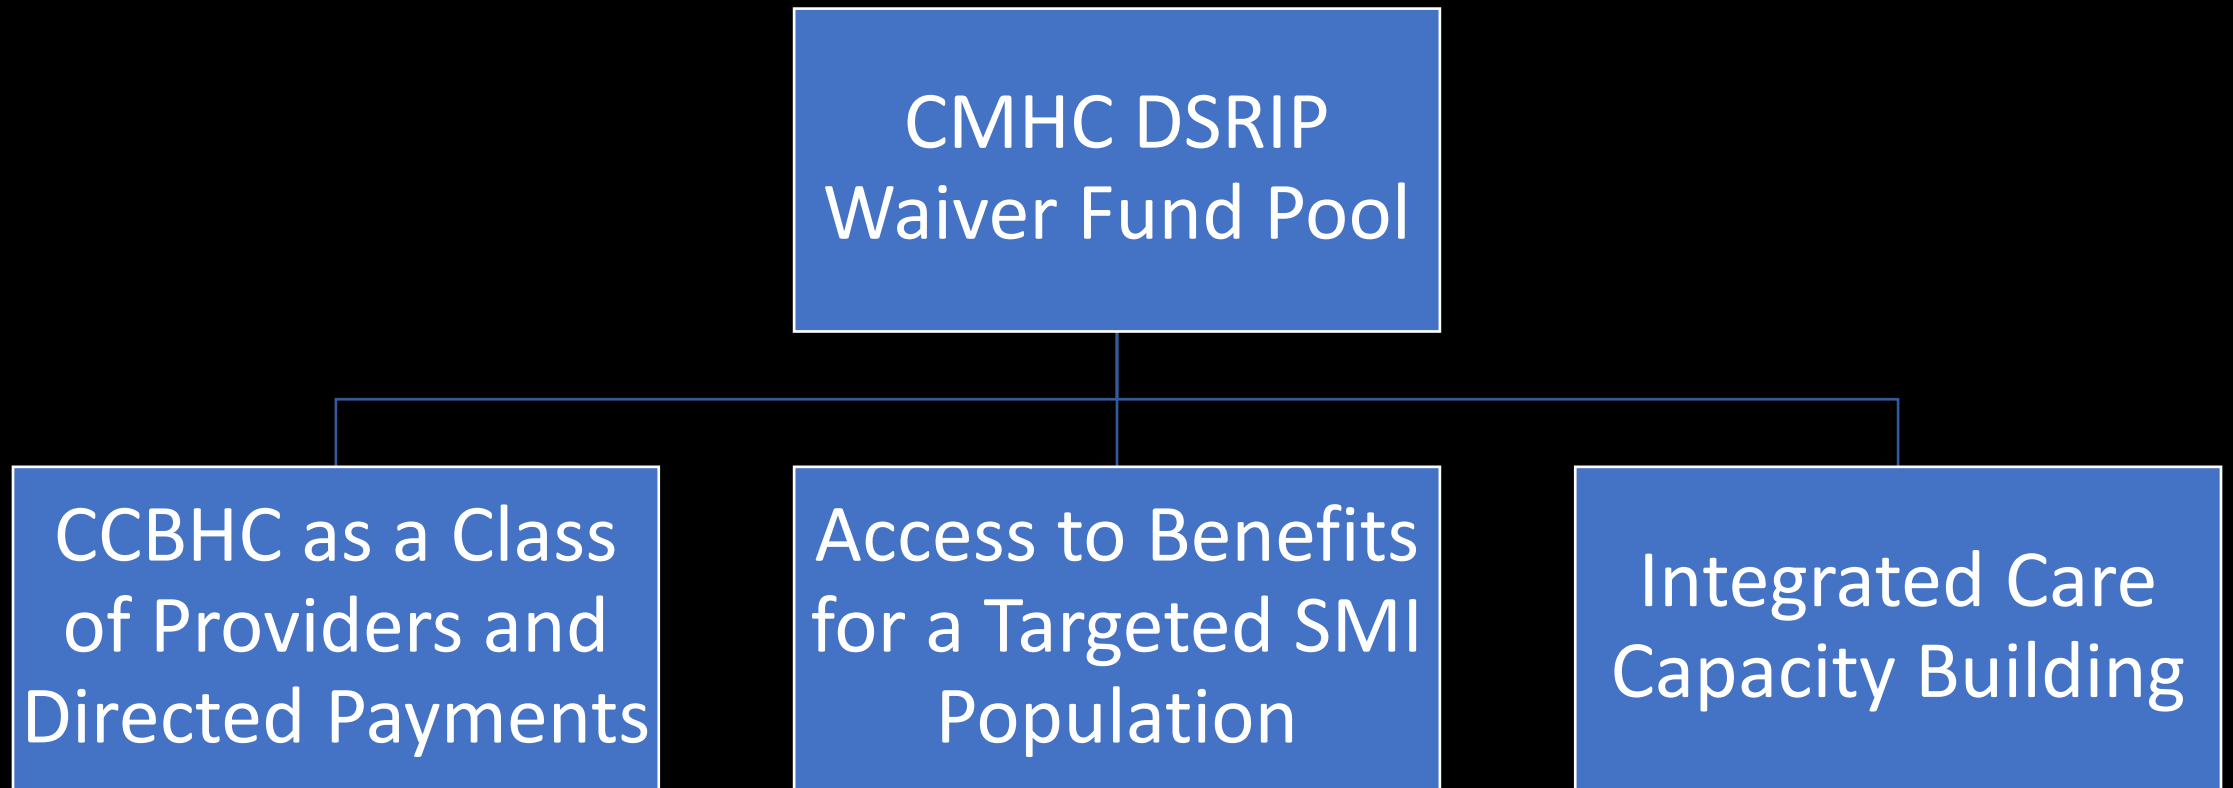 CMHC DSRIP
Waiver Fund Pool
CCBHC as a Class
of Providers and
Directed Payments
Access to Benefits
for a Targeted SMI
Population
Integrated Care
Capacity Building